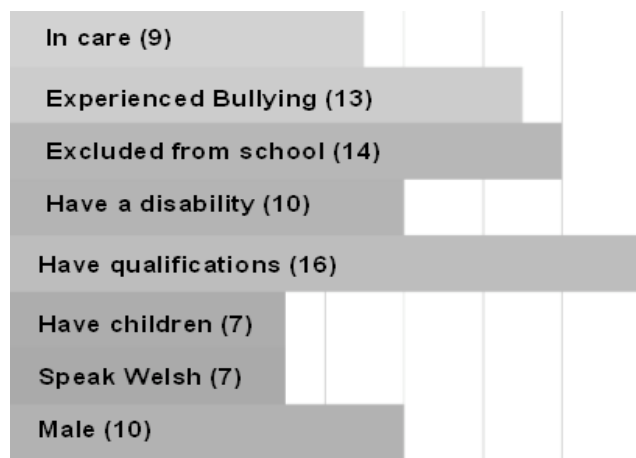 In care (9)
Experienced Bullying (13)
Excluded from school (14)
Have a disability (10)
Have qualifications (16)
Have children (7)
Speak Welsh (7)
Male (10)